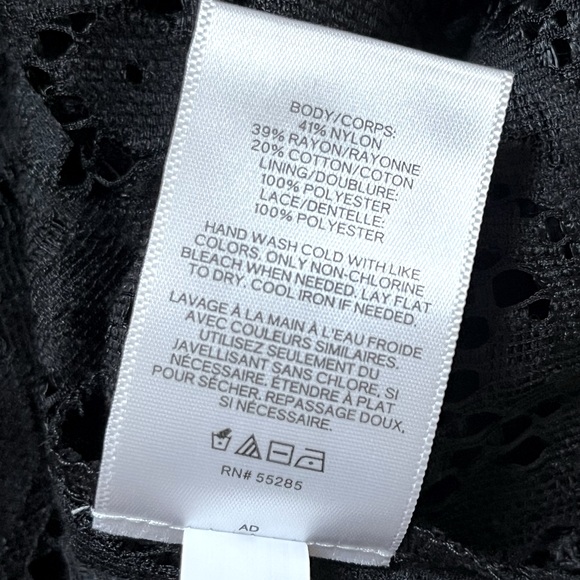 BODY/CORPS:
41% NYLON
39% RAYON/RAYONNE
20% COTTON/COTON
LINING/DOUBLURE:
100% POLYESTER
LACE/DENTELLE:
100% POLYESTER
HAND WASH COLD WITH LIKE
COLORS, ONLY NON-CHLORINE
BLEACH WHEN NEEDED, LAY FLAT
TO DRY. COOL IRON IF NEEDED.
LAVAGE À LA MAIN À L'EAU FROIDE
AVEC COULEURS SIMILAIRES.
UTILISEZ SEULEMENT DU
JAVELLISANT SANS CHLORE, SI
NÉCESSAIRE. ÉTENDRE À PLAT
POUR SÉCHER. REPASSAGE DOUX,
SI NÉCESSAIRE.
RN# 55285
AD